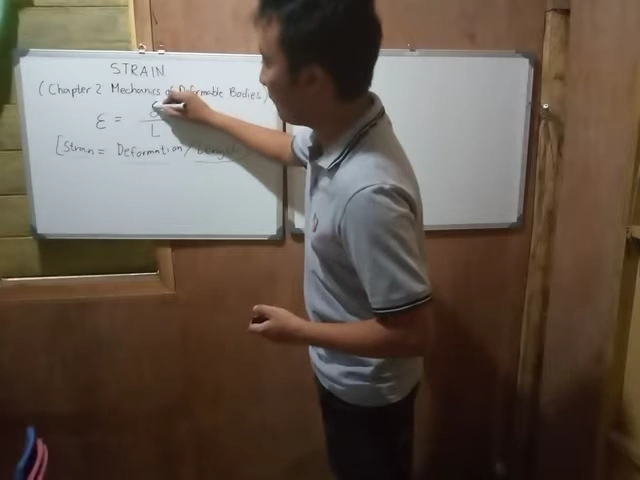 STRAIN
(Chapter 2 Mechanics of Deformable Bodies)
ε = δ / L
[Strain = Deformation / Length